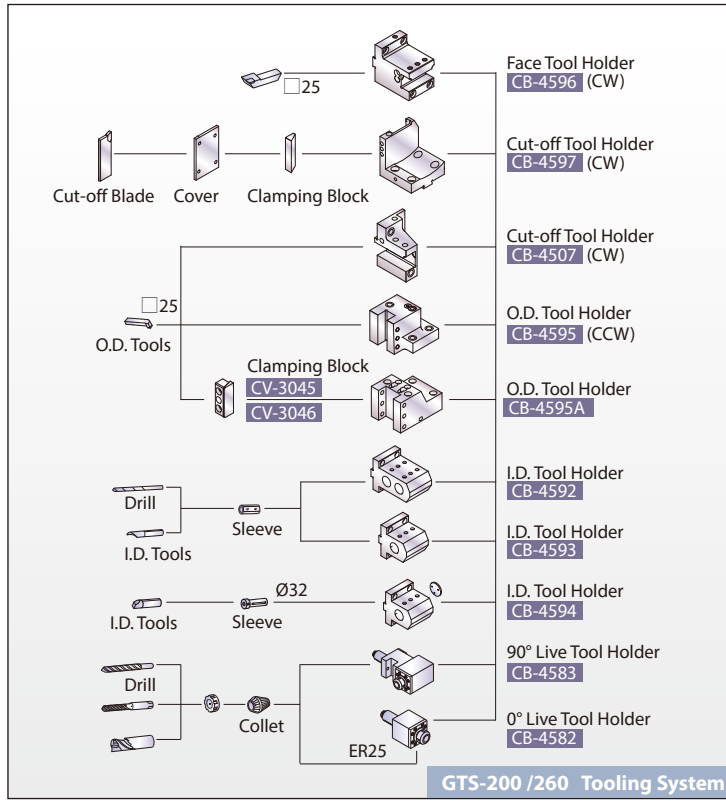 □25
Face Tool Holder
CB-4596 (CW)
Cut-off Blade
Cover
Clamping Block
Cut-off Tool Holder
CB-4597 (CW)
Cut-off Tool Holder
CB-4507 (CW)
□25
O.D. Tools
O.D. Tool Holder
CB-4595 (CCW)
Clamping Block
CV-3045
CV-3046
O.D. Tool Holder
CB-4595A
Drill
I.D. Tools
Sleeve
I.D. Tool Holder
CB-4592
I.D. Tool Holder
CB-4593
I.D. Tools
Sleeve
Ø32
I.D. Tool Holder
CB-4594
Drill
Collet
90° Live Tool Holder
CB-4583
ER25
0° Live Tool Holder
CB-4582
GTS-200 /260 Tooling System